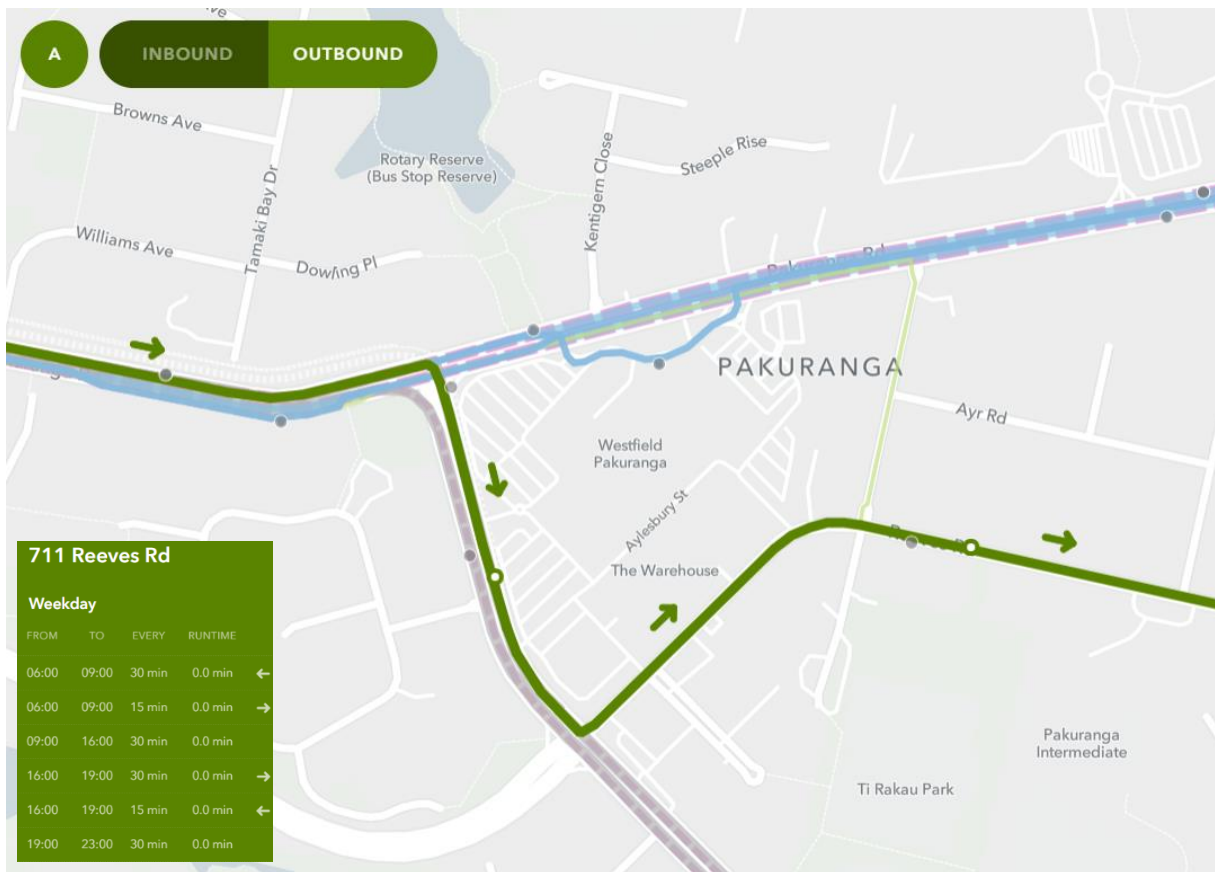 A
INBOUND
OUTBOUND
Browns Ave
Rotary Reserve
(Bus Stop Reserve)
Steeple Rise
Kentigern Close
Tamaki Bay Dr
Williams Ave
Dowling Pl
Pakuranga Rd
PAKURANGA
Ayr Rd
Westfield
Pakuranga
Aylesbury St
Reeves Rd
The Warehouse
Pakuranga
Intermediate
Ti Rakau Park
711 Reeves Rd
Weekday
FROM TO EVERY RUNTIME
06:00 09:00 30 min 0.0 min ←
06:00 09:00 15 min 0.0 min →
09:00 16:00 30 min 0.0 min
16:00 19:00 30 min 0.0 min →
16:00 19:00 15 min 0.0 min ←
19:00 23:00 30 min 0.0 min